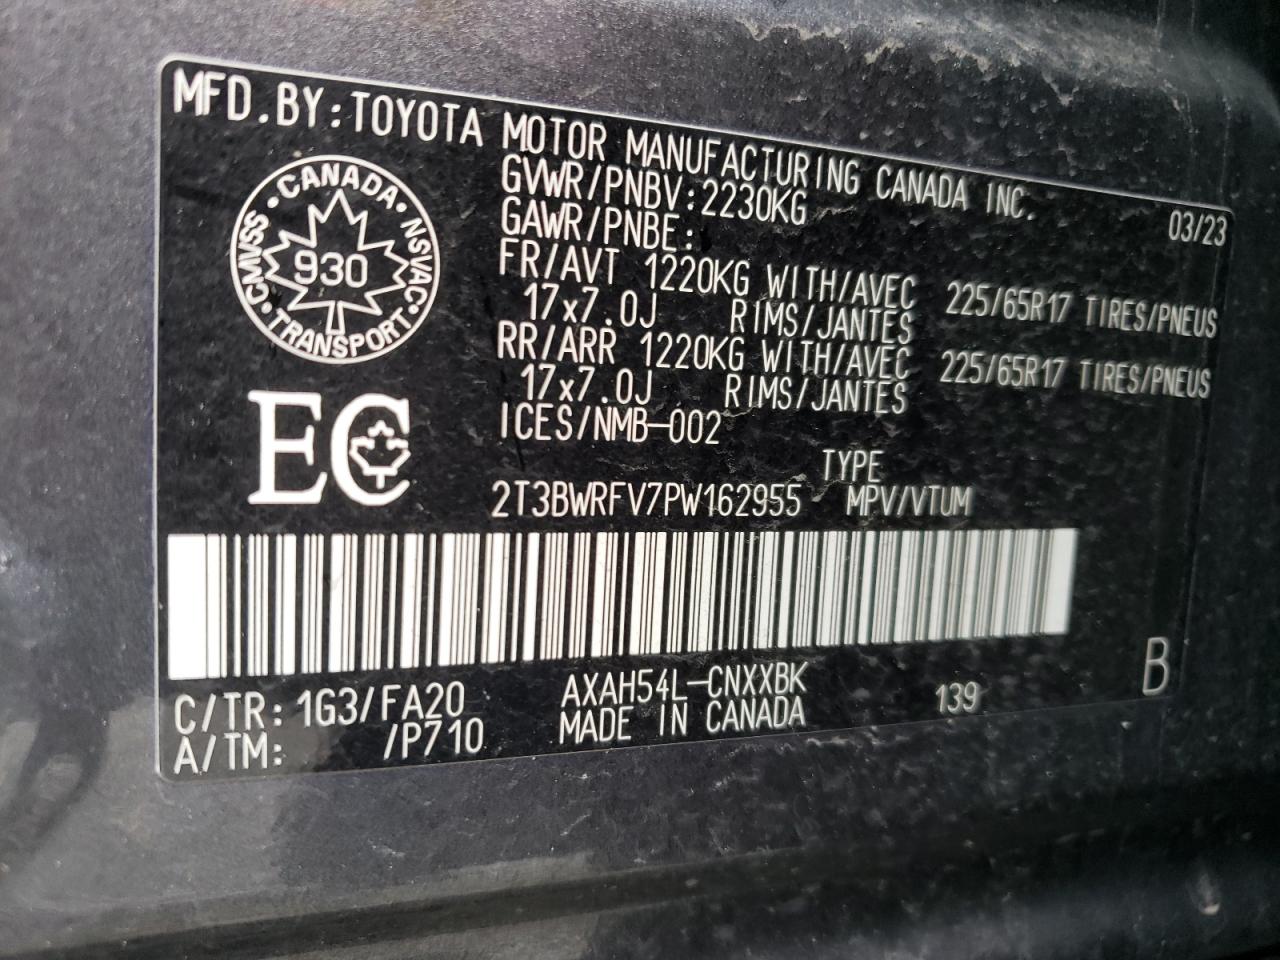 MFD.BY:TOYOTA MOTOR MANUFACTURING CANADA INC.
03/23
GVWR/PNBV:2230KG
GAWR/PNBE:
FR/AVT 1220KG WITH/AVEC 225/65R17 TIRES/PNEUS
17x7.0J RIMS/JANTES
RR/ARR 1220KG WITH/AVEC 225/65R17 TIRES/PNEUS
17x7.0J RIMS/JANTES
ICES/NMB-002
CANADA
CMVSS 930 NSVAC
TRANSPORT
EC
TYPE
2T3BWRFV7PW162955 MPV/VTUM
C/TR: 1G3/FA20 AXAH54L-CNXXBK 139 B
A/TM: /P710 MADE IN CANADA